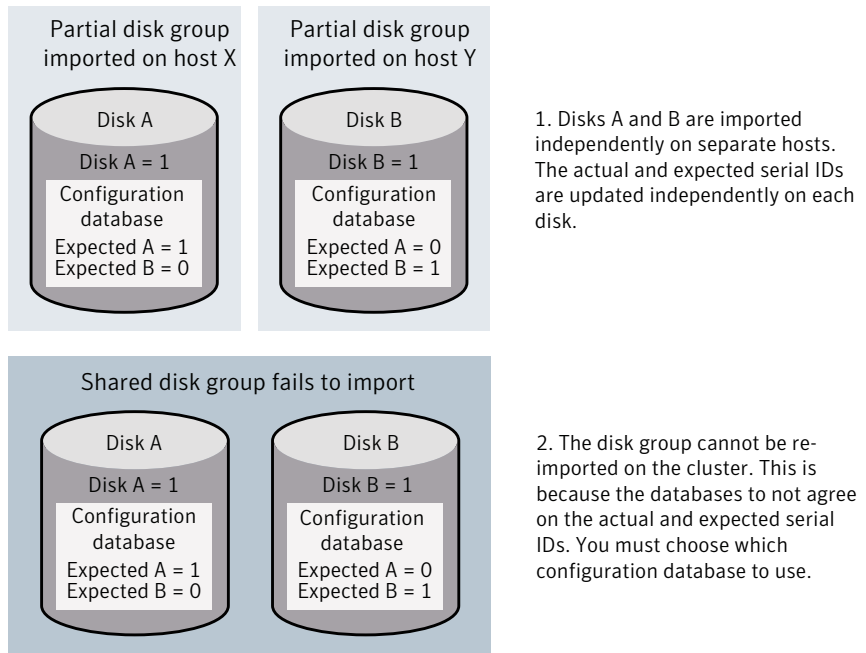 Partial disk group
imported on host X
Disk A
Disk A = 1
Configuration
database
Expected A = 1
Expected B = 0
Partial disk group
imported on host Y
Disk B
Disk B = 1
Configuration
database
Expected A = 0
Expected B = 1
1. Disks A and B are imported
independently on separate hosts.
The actual and expected serial IDs
are updated independently on each
disk.
Shared disk group fails to import
Disk A
Disk A = 1
Configuration
database
Expected A = 1
Expected B = 0
Disk B
Disk B = 1
Configuration
database
Expected A = 0
Expected B = 1
2. The disk group cannot be re-
imported on the cluster. This is
because the databases to not agree
on the actual and expected serial
IDs. You must choose which
configuration database to use.